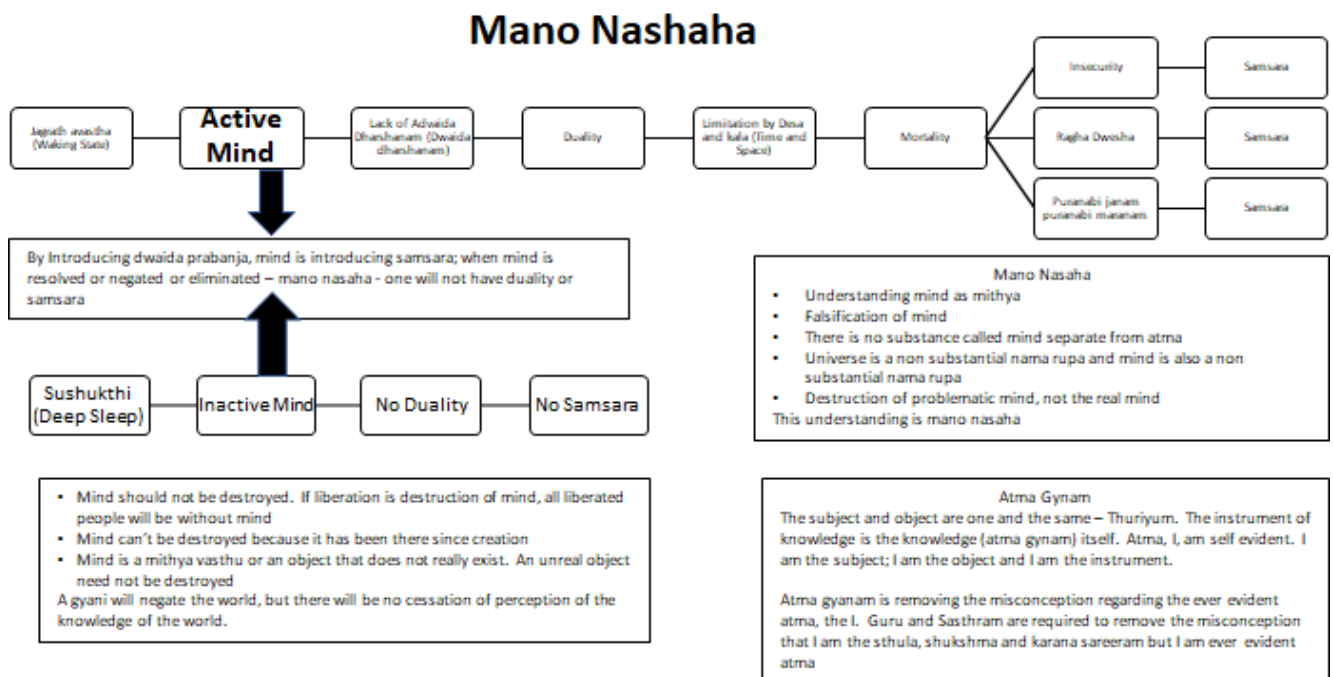 Mano Nashaha
Jagrath avastha
(Waking State)
Active
Mind
Lack of Advaida
Dharshanam (Dwaida
dharshanam)
Duality
Limitation by Desa
and kala (Time and
Space)
Mortality
Insecurity
Samsara
Ragha Dwesha
Samsara
Puranabi janam
puranabi maranam
Samsara
By Introducing dwaida prabanja, mind is introducing samsara; when mind is
resolved or negated or eliminated – mano nasaha - one will not have duality or
samsara
Sushukthi
(Deep Sleep)
Inactive Mind
No Duality
No Samsara
Mano Nasaha
▪ Understanding mind as mithya
▪ Falsification of mind
▪ There is no substance called mind separate from atma
▪ Universe is a non substantial nama rupa and mind is also a non
substantial nama rupa
▪ Destruction of problematic mind, not the real mind
This understanding is mano nasaha
▪ Mind should not be destroyed. If liberation is destruction of mind, all liberated
people will be without mind
▪ Mind can't be destroyed because it has been there since creation
▪ Mind is a mithya vasthu or an object that does not really exist. An unreal object
need not be destroyed
A gyani will negate the world, but there will be no cessation of perception of the
knowledge of the world.
Atma Gynam
The subject and object are one and the same – Thuriyum. The instrument of
knowledge is the knowledge (atma gynam) itself. Atma, I, am self evident. I
am the subject; I am the object and I am the instrument.
Atma gyanam is removing the misconception regarding the ever evident
atma, the I. Guru and Sasthram are required to remove the misconception
that I am the sthula, shukshma and karana sareeram but I am ever evident
atma